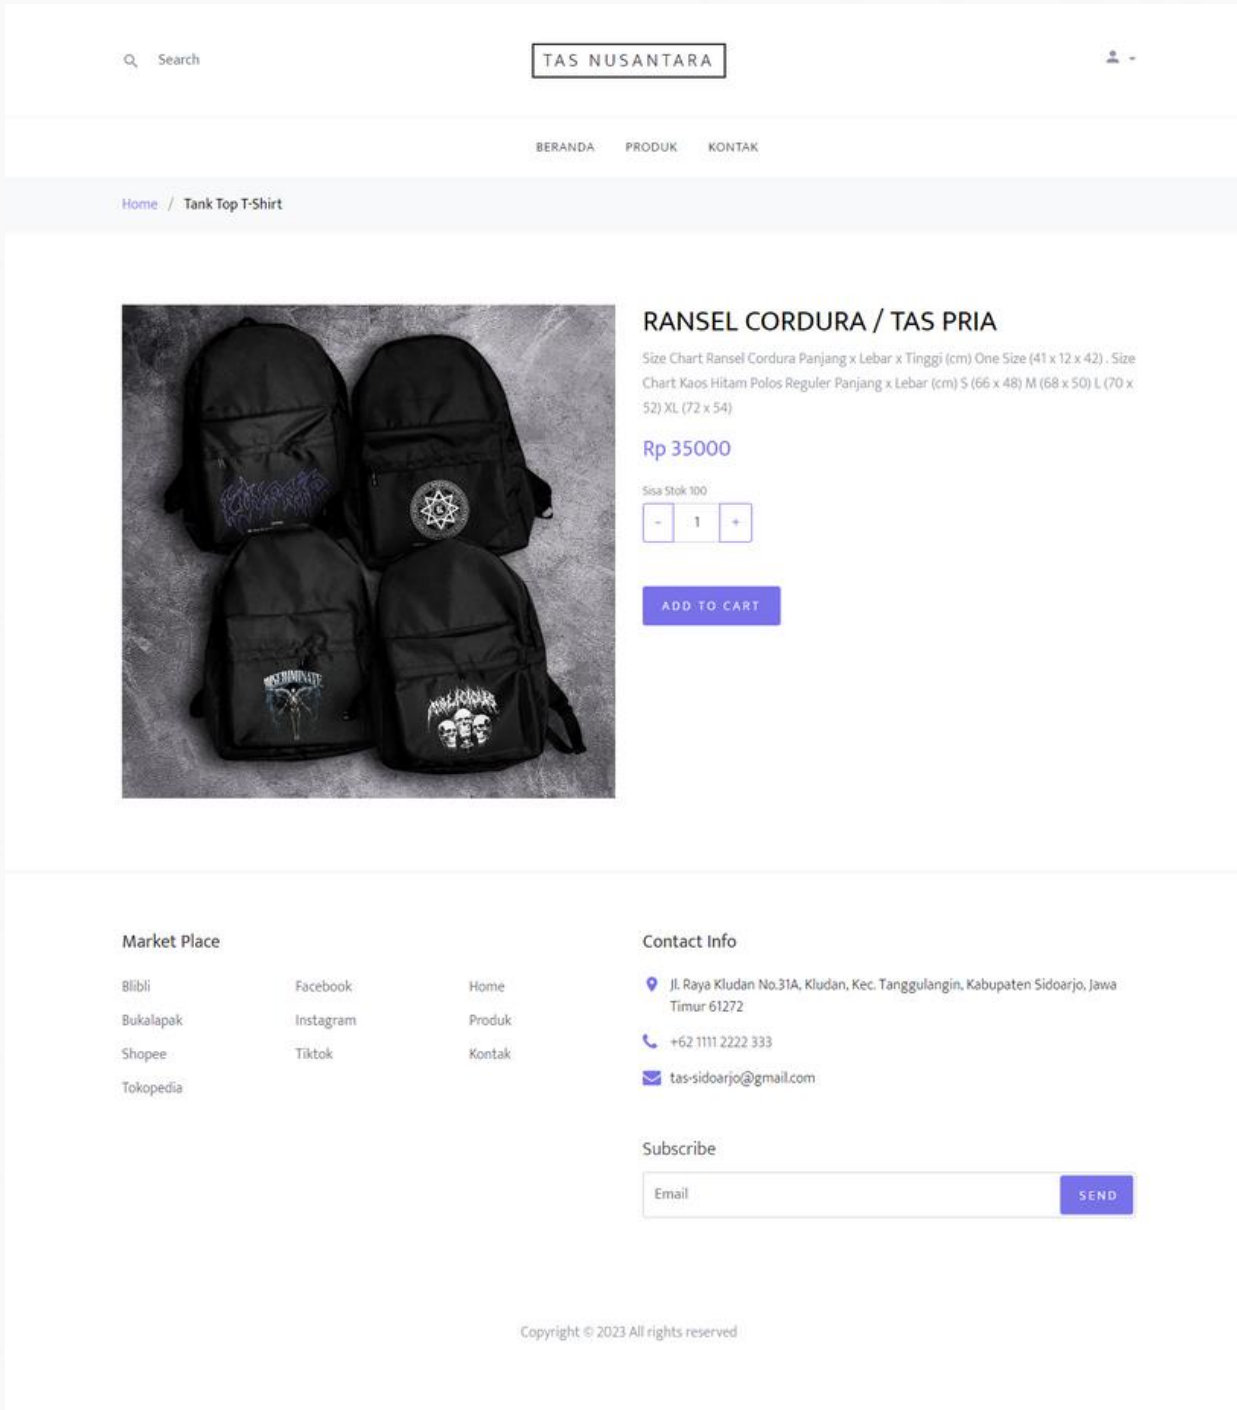 Search
TAS NUSANTARA
BERANDA PRODUK KONTAK
Home / Tank Top T-Shirt
RANSEL CORDURA / TAS PRIA
Size Chart Ransel Cordura Panjang x Lebar x Tinggi (cm) One Size (41 x 12 x 42) . Size
Chart Kaos Hitam Polos Reguler Panjang x Lebar (cm) S (66 x 48) M (68 x 50) L (70 x
52) XL (72 x 54)
Rp 35000
Sisa Stok 100
- 1 +
ADD TO CART
DISCRIMINATE
MALICIOUS
Market Place
Blibli
Bukalapak
Shopee
Tokopedia
Facebook
Instagram
Tiktok
Home
Produk
Kontak
Contact Info
Jl. Raya Kludan No.31A, Kludan, Kec. Tanggulangin, Kabupaten Sidoarjo, Jawa
Timur 61272
+62 1111 2222 333
tas-sidoarjo@gmail.com
Subscribe
Email
SEND
Copyright © 2023 All rights reserved